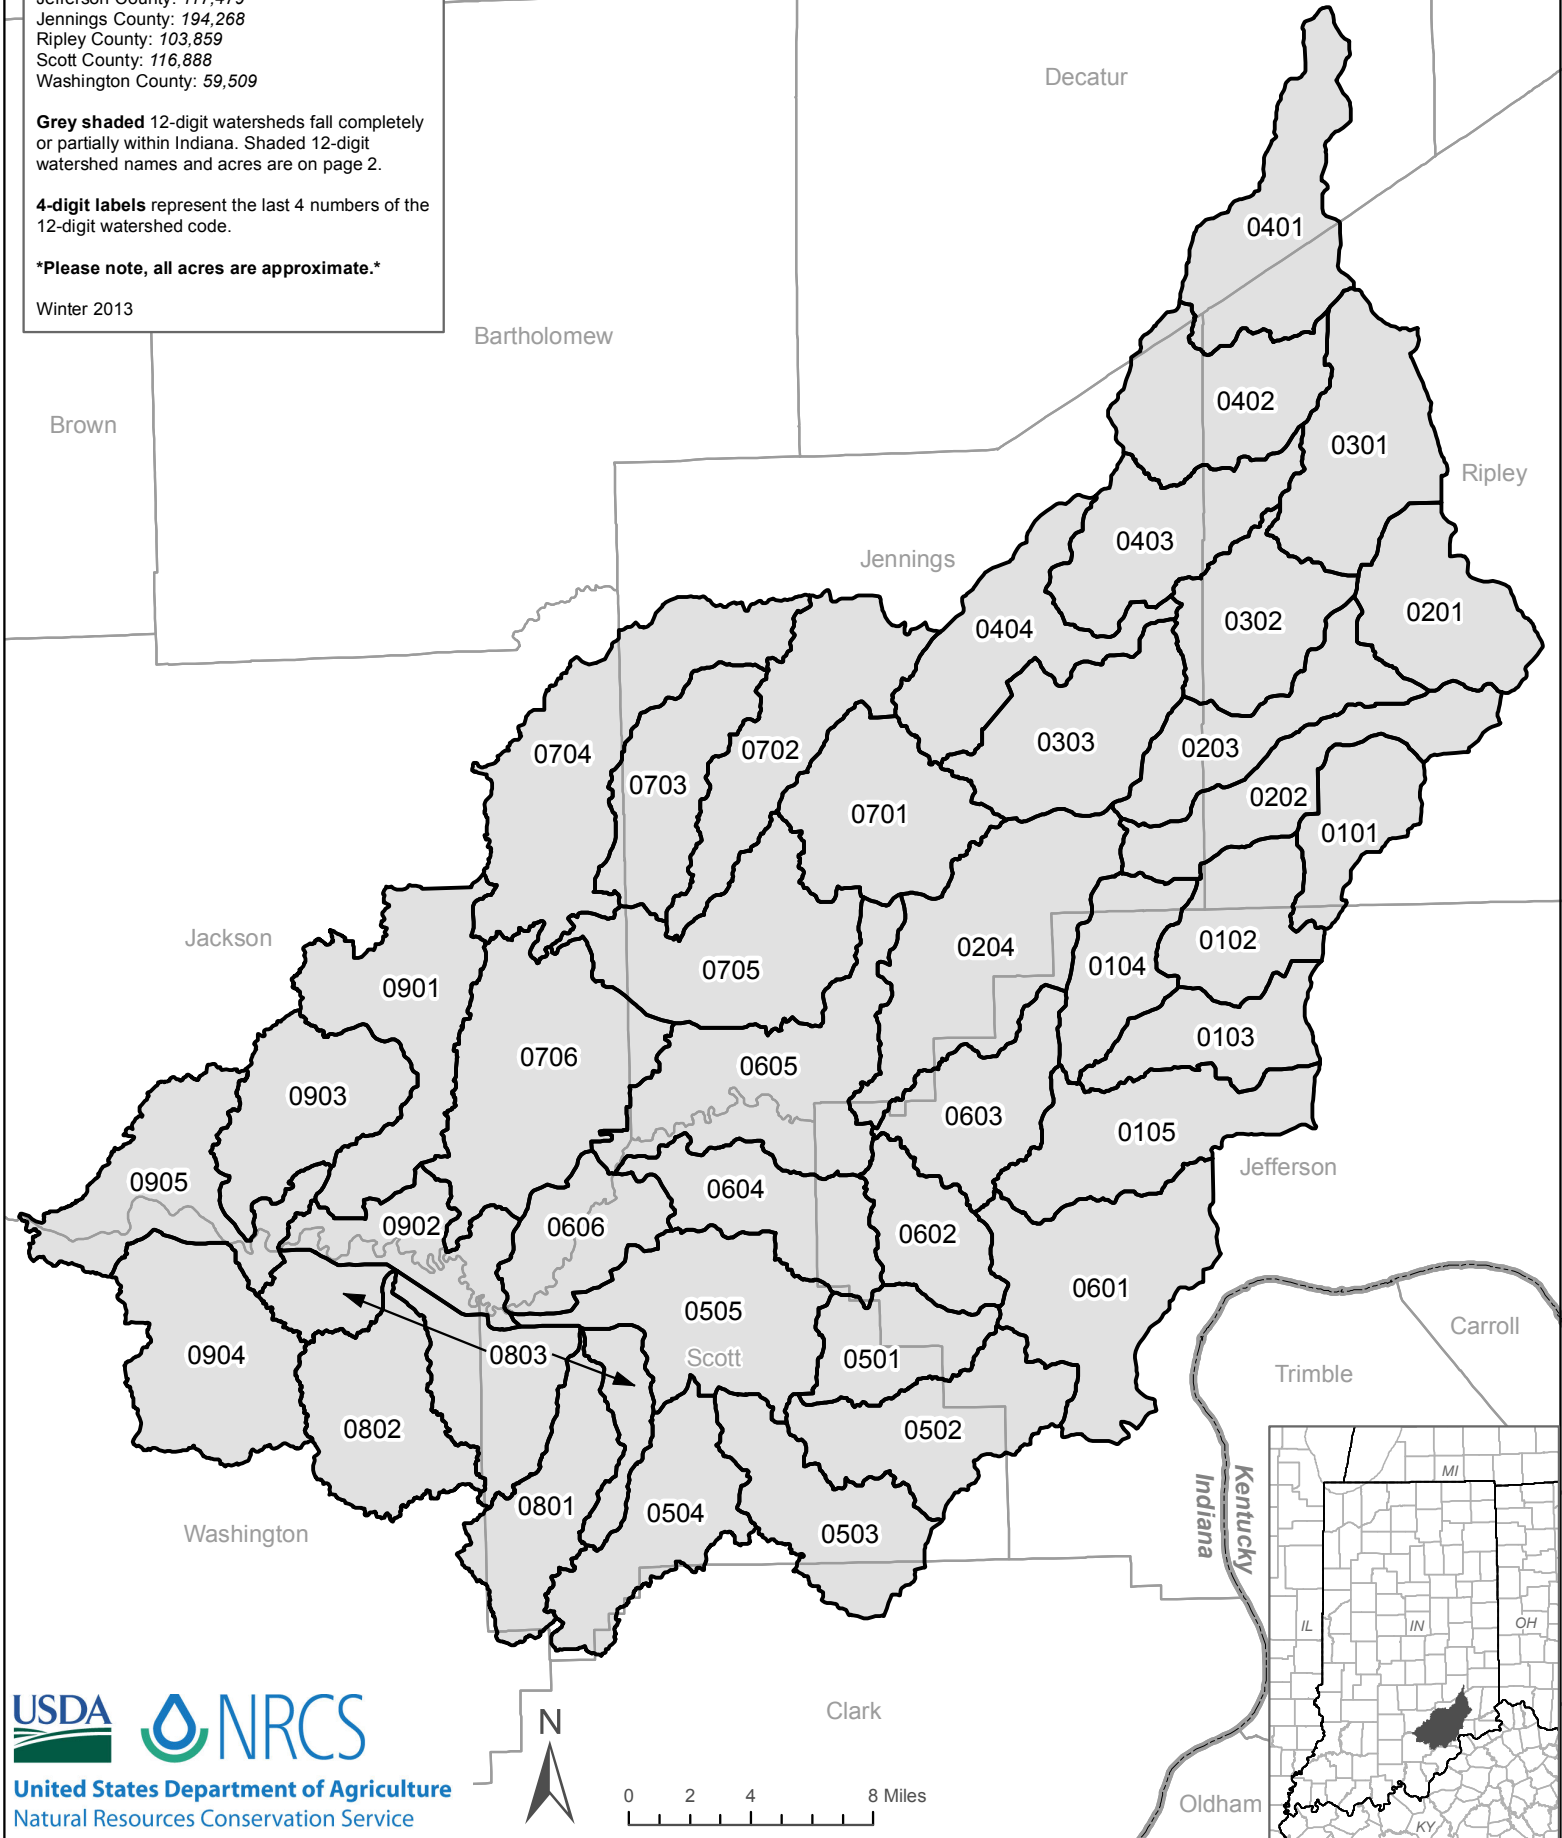 Jefferson County: 117,479
Jennings County: 194,268
Ripley County: 103,859
Scott County: 116,888
Washington County: 59,509
Grey shaded 12-digit watersheds fall completely
or partially within Indiana. Shaded 12-digit
watershed names and acres are on page 2.
4-digit labels represent the last 4 numbers of the
12-digit watershed code.
*Please note, all acres are approximate.*
Winter 2013
Decatur
0401
Bartholomew
0402
Brown
0301
Ripley
0403
Jennings
0201
0302
0404
0303
0203
0702
0704
0703
0202
0701
0101
Jackson
0102
0204
0104
0705
0901
0103
0706
0605
0903
0603
0105
Jefferson
0905
0604
0902
0606
0602
0601
0505
Carroll
0904
0803
Scott
0501
Trimble
0802
0502
MI
Kentucky
Indiana
0801
0504
0503
Washington
IL
IN
OH
Clark
USDA
NRCS
N
United States Department of Agriculture
Natural Resources Conservation Service
0 2 4 8 Miles
Oldham
KY